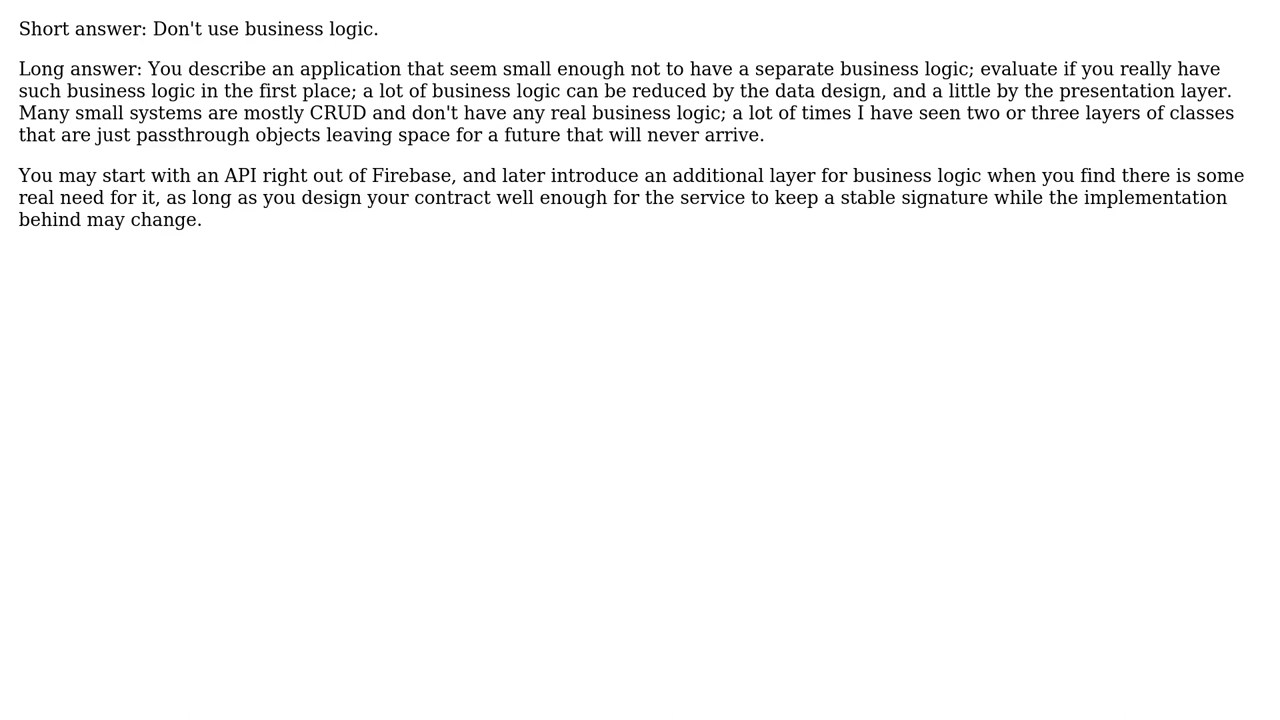 Short answer: Don't use business logic.
Long answer: You describe an application that seem small enough not to have a separate business logic; evaluate if you really have
such business logic in the first place; a lot of business logic can be reduced by the data design, and a little by the presentation layer.
Many small systems are mostly CRUD and don't have any real business logic; a lot of times I have seen two or three layers of classes
that are just passthrough objects leaving space for a future that will never arrive.
You may start with an API right out of Firebase, and later introduce an additional layer for business logic when you find there is some
real need for it, as long as you design your contract well enough for the service to keep a stable signature while the implementation
behind may change.